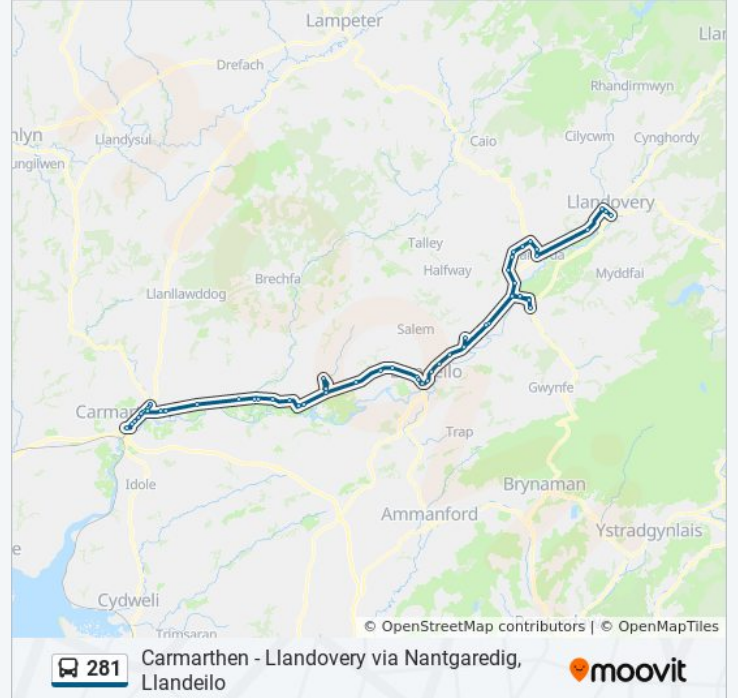 Lampeter
Drefach
Rhandirmwyn
Llandysul
Caio
Cilycwm
Cynghordy
Llandovery
Talley
Halfway
Brechfa
Myddfai
Llanllawddog
Salem
Gwynfe
Trap
Idole
Brynaman
Ammanford
Ystradgynlais
Cydweli
Trimsaran
© OpenStreetMap contributors | © OpenMapTiles
281
Carmarthen - Llandovery via Nantgaredig,
Llandeilo
moovit